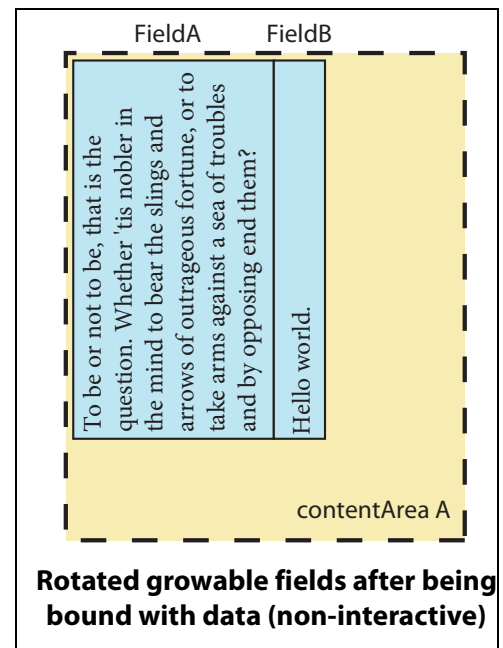 FieldA FieldB
To be or not to be, that is the
question. Whether 'tis nobler in
the mind to bear the slings and
arrows of outrageous fortune, or to
take arms against a sea of troubles
and by opposing end them?
Hello world.
contentArea A
Rotated growable fields after being
bound with data (non-interactive)